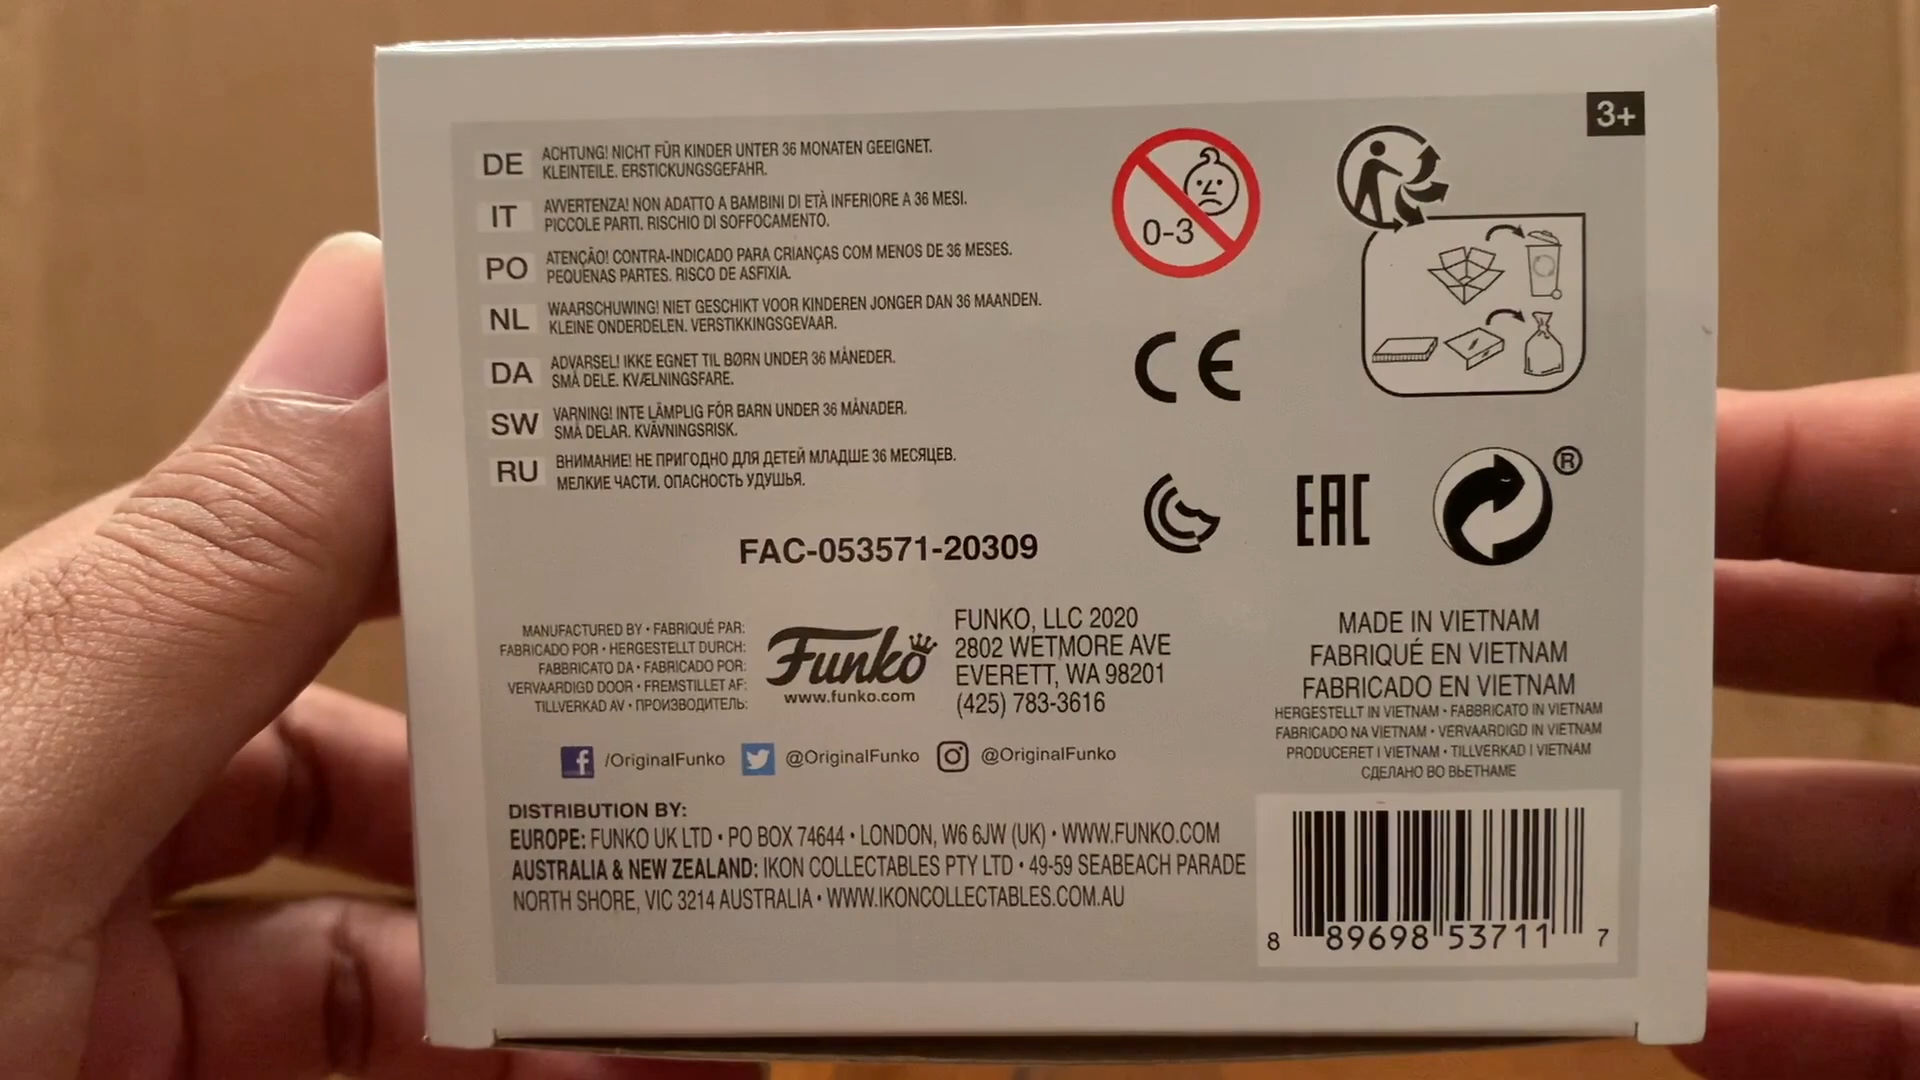 3+
DE
ACHTUNG! NICHT FÜR KINDER UNTER 36 MONATEN GEEIGNET.
KLEINTEILE. ERSTICKUNGSGEFAHR.
IT
AVVERTENZA! NON ADATTO A BAMBINI DI ETÀ INFERIORE A 36 MESI.
PICCOLE PARTI. RISCHIO DI SOFFOCAMENTO.
PO
ATENÇÃO! CONTRA-INDICADO PARA CRIANÇAS COM MENOS DE 36 MESES.
PEQUENAS PARTES. RISCO DE ASFIXIA.
NL
WAARSCHUWING! NIET GESCHIKT VOOR KINDEREN JONGER DAN 36 MAANDEN.
KLEINE ONDERDELEN. VERSTIKKINGSGEVAAR.
DA
ADVARSEL! IKKE EGNET TIL BØRN UNDER 36 MÅNEDER.
SMÅ DELE. KVÆLNINGSFARE.
SW
VARNING! INTE LÄMPLIG FÖR BARN UNDER 36 MÅNADER.
SMÅ DELAR. KVÄVNINGSRISK.
RU
ВНИМАНИЕ! НЕ ПРИГОДНО ДЛЯ ДЕТЕЙ МЛАДШЕ 36 МЕСЯЦЕВ.
МЕЛКИЕ ЧАСТИ. ОПАСНОСТЬ УДУШЬЯ.
0-3
CE
EAC
®
FAC-053571-20309
MANUFACTURED BY • FABRIQUÉ PAR:
FABRICADO POR • HERGESTELLT DURCH:
FABBRICATO DA • FABRICADO POR:
VERVAARDIGD DOOR • FREMSTILLET AF:
TILLVERKAD AV • ПРОИЗВОДИТЕЛЬ:
Funko
www.funko.com
FUNKO, LLC 2020
2802 WETMORE AVE
EVERETT, WA 98201
(425) 783-3616
MADE IN VIETNAM
FABRIQUÉ EN VIETNAM
FABRICADO EN VIETNAM
HERGESTELLT IN VIETNAM • FABBRICATO IN VIETNAM
FABRICADO NA VIETNAM • VERVAARDIGD IN VIETNAM
PRODUCERET I VIETNAM • TILLVERKAD I VIETNAM
СДЕЛАНО ВО ВЬЕТНАМЕ
/OriginalFunko @OriginalFunko @OriginalFunko
DISTRIBUTION BY:
EUROPE: FUNKO UK LTD • PO BOX 74644 • LONDON, W6 6JW (UK) • WWW.FUNKO.COM
AUSTRALIA & NEW ZEALAND: IKON COLLECTABLES PTY LTD • 49-59 SEABEACH PARADE
NORTH SHORE, VIC 3214 AUSTRALIA • WWW.IKONCOLLECTABLES.COM.AU
8 89698 53711 7